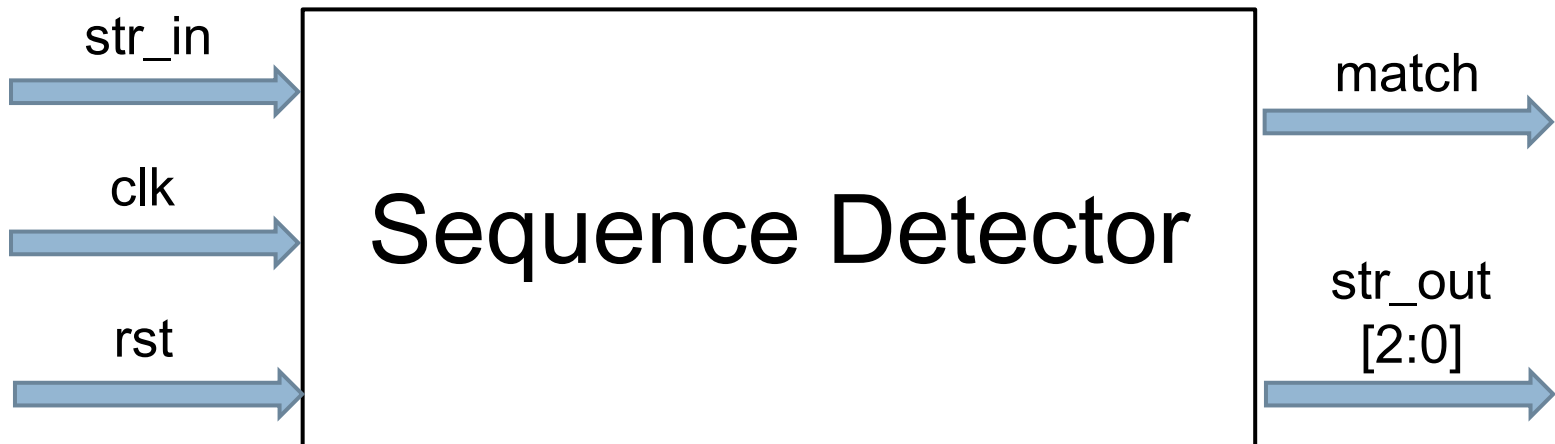 str_in
clk
rst
Sequence Detector
match
str_out
[2:0]